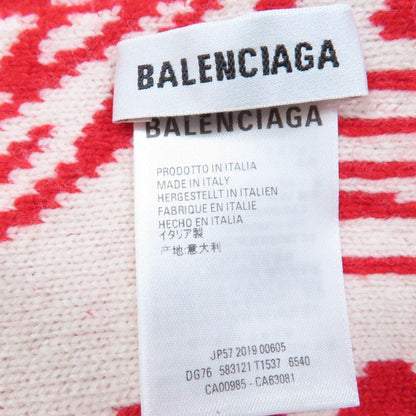 BALENCIAGA
BALENCIAGA
PRODOTTO IN ITALIA
MADE IN ITALY
HERGESTELLT IN ITALIEN
FABRIQUE EN ITALIE
HECHO EN ITALIA
イタリア製
产地:意大利
JP57 2019 00605
DG76 583121 T1537 6540
CA00985 - CA63081